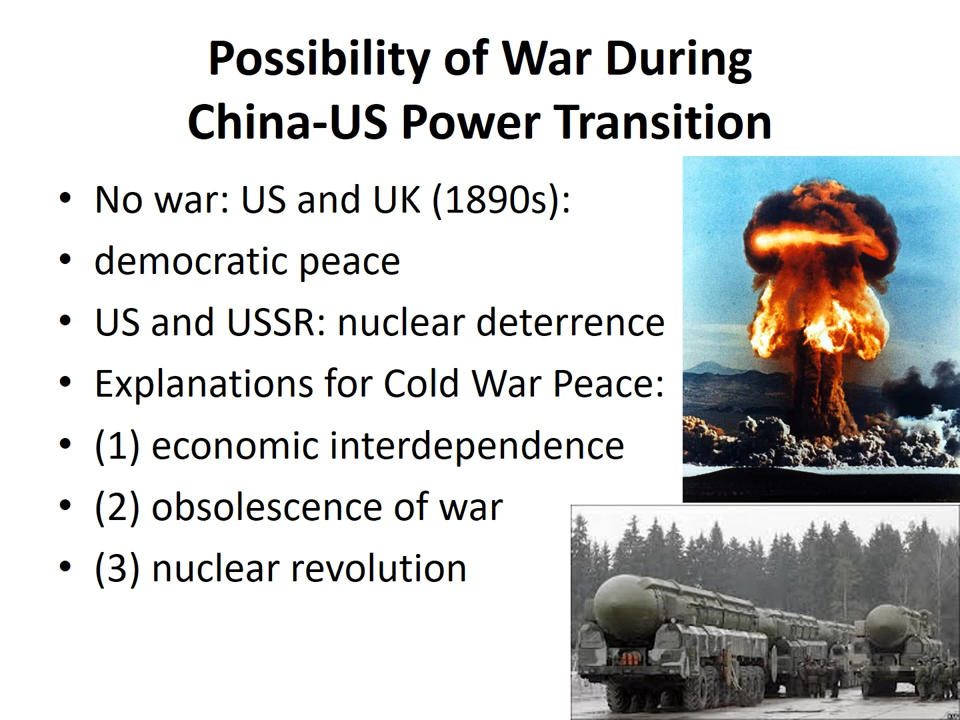 Possibility of War During
China-US Power Transition
• No war: US and UK (1890s):
• democratic peace
• US and USSR: nuclear deterrence
• Explanations for Cold War Peace:
• (1) economic interdependence
• (2) obsolescence of war
• (3) nuclear revolution